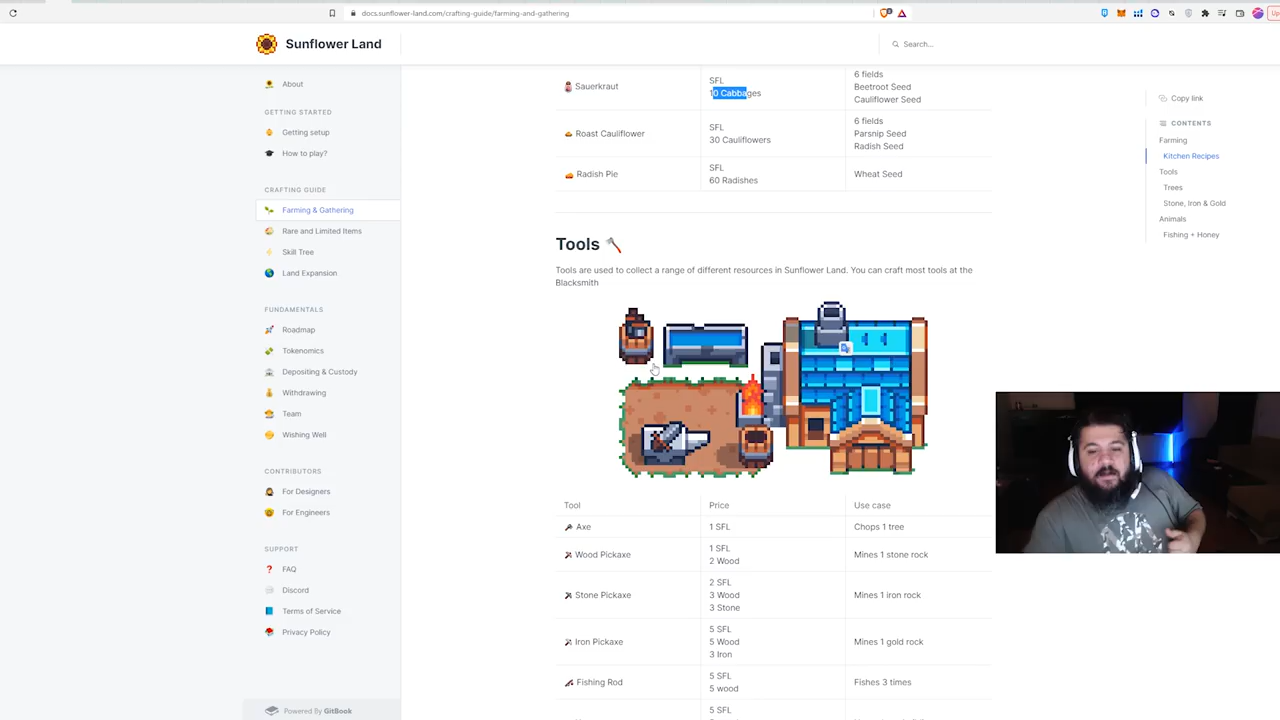 docs.sunflower-land.com/crafting-guide/farming-and-gathering
Sunflower Land
Search...
About
GETTING STARTED
Getting setup
How to play?
CRAFTING GUIDE
Farming & Gathering
Rare and Limited Items
Skill Tree
Land Expansion
FUNDAMENTALS
Roadmap
Tokenomics
Depositing & Custody
Withdrawing
Team
Wishing Well
CONTRIBUTORS
For Designers
For Engineers
SUPPORT
FAQ
Discord
Terms of Service
Privacy Policy
Powered By GitBook
Sauerkraut
SFL
10 Cabbages
6 fields
Beetroot Seed
Cauliflower Seed
Roast Cauliflower
SFL
30 Cauliflowers
6 fields
Parsnip Seed
Radish Seed
Radish Pie
SFL
60 Radishes
Wheat Seed
Tools
Tools are used to collect a range of different resources in Sunflower Land. You can craft most tools at the
Blacksmith
Tool Price Use case
Axe
1 SFL
Chops 1 tree
Wood Pickaxe
1 SFL
2 Wood
Mines 1 stone rock
Stone Pickaxe
2 SFL
3 Wood
3 Stone
Mines 1 iron rock
Iron Pickaxe
5 SFL
5 Wood
3 Iron
Mines 1 gold rock
Fishing Rod
5 SFL
5 wood
Fishes 3 times
5 SFL
Copy link
CONTENTS
Farming
Kitchen Recipes
Tools
Trees
Stone, Iron & Gold
Animals
Fishing + Honey